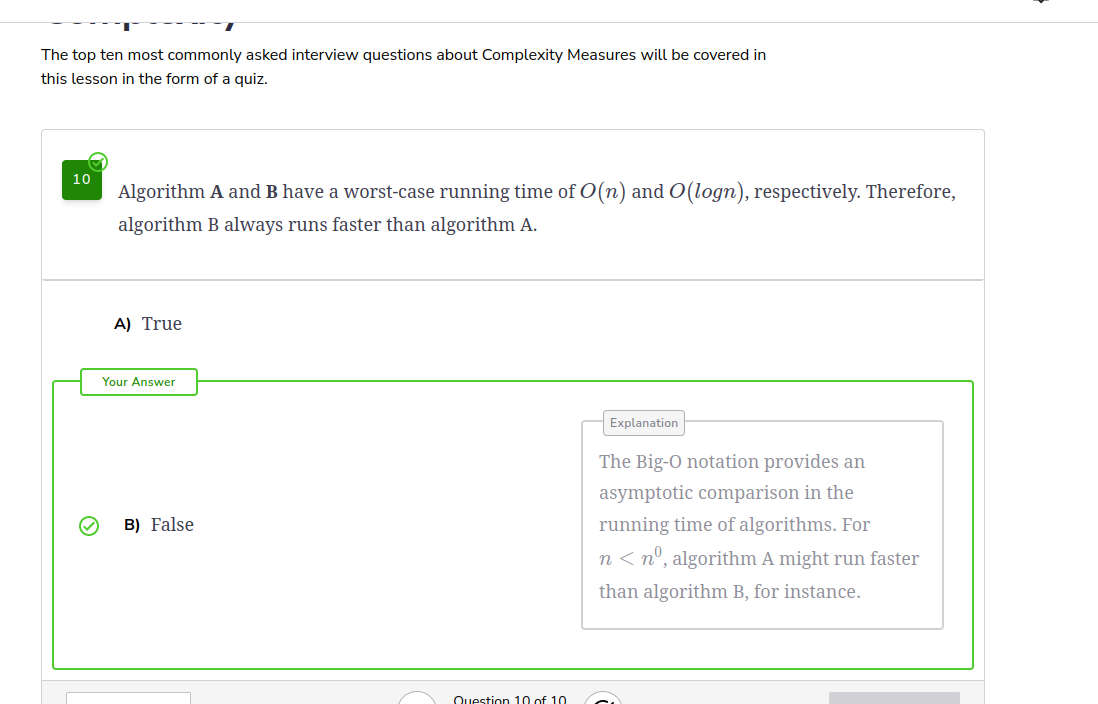 The top ten most commonly asked interview questions about Complexity Measures will be covered in
this lesson in the form of a quiz.
10
Algorithm A and B have a worst-case running time of O(n) and O(logn), respectively. Therefore,
algorithm B always runs faster than algorithm A.
A) True
Your Answer
B) False
Explanation
The Big-O notation provides an
asymptotic comparison in the
running time of algorithms. For
n < n⁰, algorithm A might run faster
than algorithm B, for instance.
Question 10 of 10